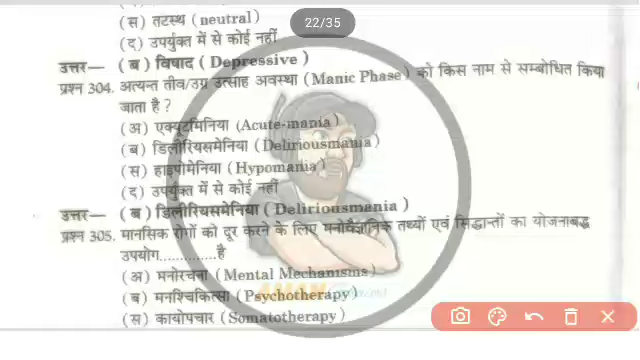 (स) तटस्थ (neutral)
22/35
(द) उपर्युक्त में से कोई नहीं
उत्तर— (ब) विषाद (Depressive)
प्रश्न 304. अत्यन्त तीव्र/उग्र उत्साह अवस्था (Manic Phase) को किस नाम से सम्बोधित किया
जाता है ?
(अ) एक्यूटमिनिया (Acute-mania)
(ब) डिलीरियसमेनिया (Deliriousmania)
(स) हाइपोमेनिया (Hypomania)
(द) उपर्युक्त में से कोई नहीं
उत्तर— (ब) डिलीरियसमेनिया (Deliriousmania)
प्रश्न 305. मानसिक रोगों को दूर करने के लिए मनोवैज्ञानिक तथ्यों एवं सिद्धान्तों का योजनाबद्ध
उपयोग..............है
(अ) मनोरचना (Mental Mechanisms)
(ब) मनश्चिकित्सा (Psychotherapy)
(स) कायोपचार (Somatotherapy)